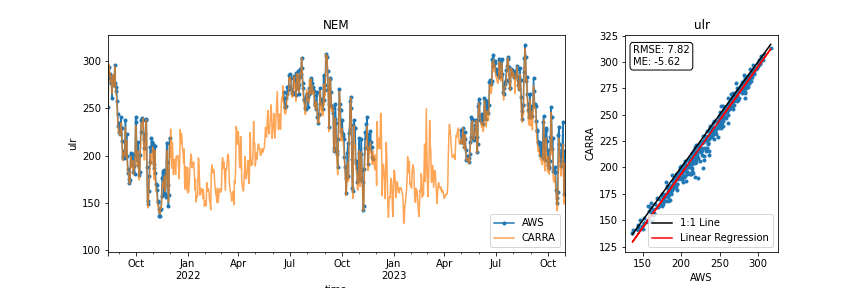 NEM
ulr
300
250
200
150
100
ulr
AWS
CARRA
Oct
Jan
2022
Apr
Jul
Oct
Jan
2023
Apr
Jul
Oct
time
ulr
RMSE: 7.82
ME: -5.62
325
300
275
250
225
200
175
150
125
CARRA
1:1 Line
Linear Regression
150
200
250
300
AWS